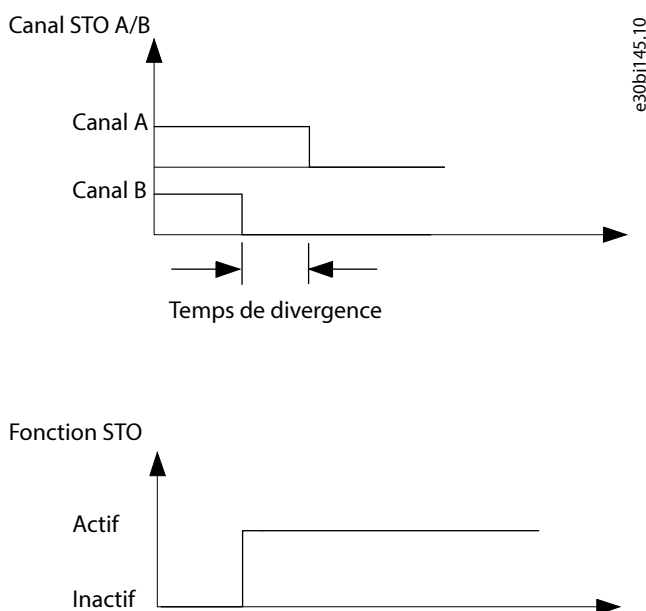 Canal STO A/B
e30bi145.10
Canal A
Canal B
Temps de divergence
Fonction STO
Actif
Inactif